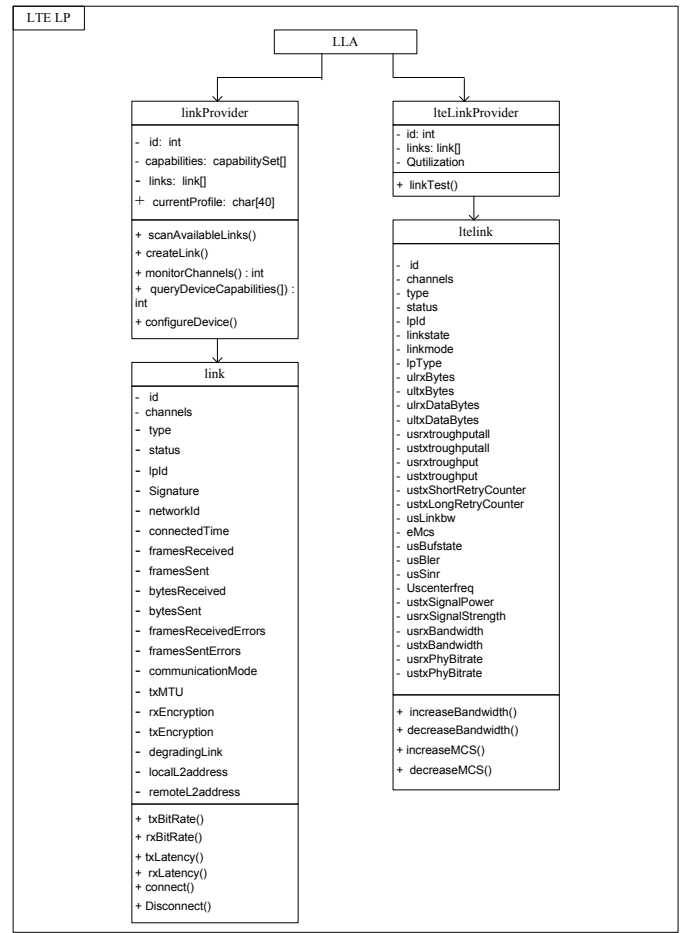 LTE LP
LLA
linkProvider
- id: int
- capabilities: capabilitySet[]
- links: link[]
+ currentProfile: char[40]
+ scanAvailableLinks()
+ createLink()
+ monitorChannels() : int
+ queryDeviceCapabilities(]) :
int
+ configureDevice()
link
- id
- channels
- type
- status
- lpId
- Signature
- networkId
- connectedTime
- framesReceived
- framesSent
- bytesReceived
- bytesSent
- framesReceivedErrors
- framesSentErrors
- communicationMode
- txMTU
- rxEncryption
- txEncryption
- degradingLink
- localL2address
- remoteL2address
+ txBitRate()
+ rxBitRate()
+ txLatency()
+ rxLatency()
+ connect()
+ Disconnect()
lteLinkProvider
- id: int
- links: link[]
- Qutilization
+ linkTest()
ltelink
- id
- channels
- type
- status
- lpId
- linkstate
- linkmode
- lpType
- ulrxBytes
- ultxBytes
- ulrxDataBytes
- ultxDataBytes
- usrxtroughputall
- ustxtroughputall
- usrxtroughput
- ustxtroughput
- ustxShortRetryCounter
- ustxLongRetryCounter
- usLinkbw
- eMcs
- usBufstate
- usBler
- usSinr
- Uscenterfreq
- ustxSignalPower
- usrxSignalStrength
- usrxBandwidth
- ustxBandwidth
- usrxPhyBitrate
- ustxPhyBitrate
+ increaseBandwidth()
+ decreaseBandwidth()
+ increaseMCS()
+ decreaseMCS()